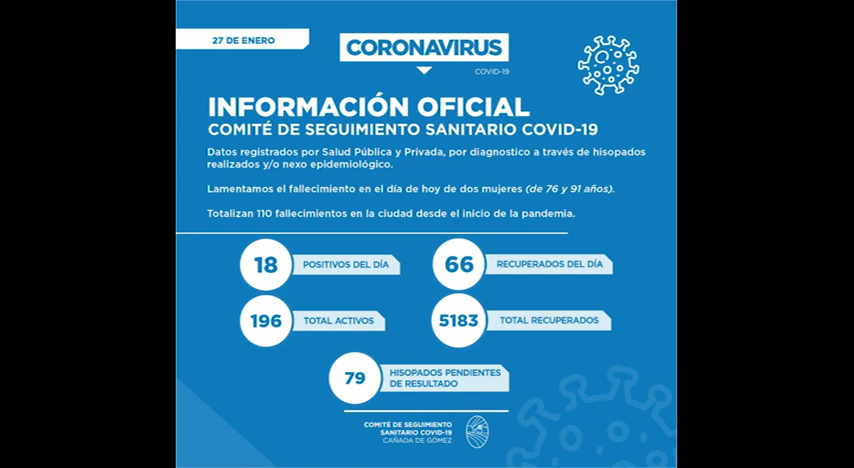 27 DE ENERO
CORONAVIRUS
COVID-19
INFORMACIÓN OFICIAL
COMITÉ DE SEGUIMIENTO SANITARIO COVID-19
Datos registrados por Salud Pública y Privada, por diagnostico a través de hisopados
realizados y/o nexo epidemiológico.
Lamentamos el fallecimiento en el día de hoy de dos mujeres (de 76 y 91 años).
Totalizan 110 fallecimientos en la ciudad desde el inicio de la pandemia.
18 POSITIVOS DEL DÍA
66 RECUPERADOS DEL DÍA
196 TOTAL ACTIVOS
5183 TOTAL RECUPERADOS
79 HISOPADOS PENDIENTES
DE RESULTADO
COMITÉ DE SEGUIMIENTO
SANITARIO COVID-19
CAÑADA DE GÓMEZ